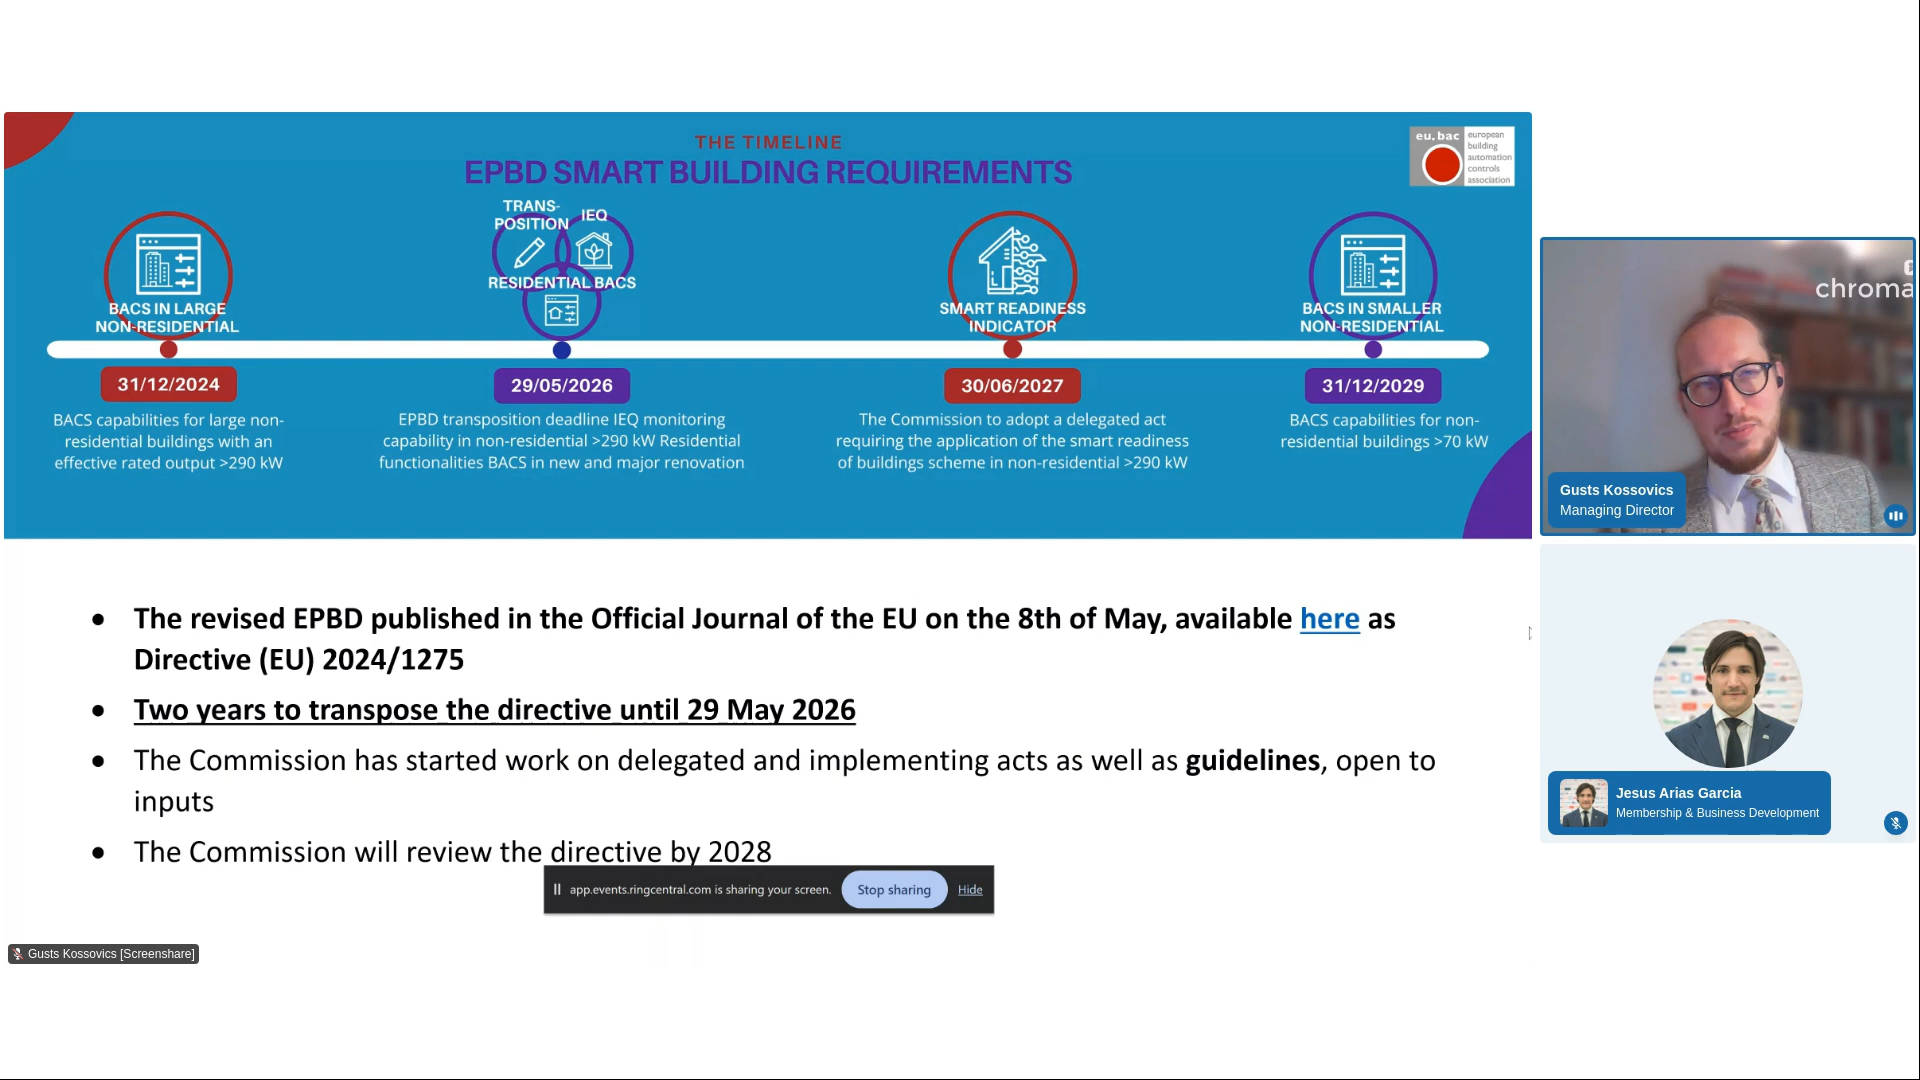 THE TIMELINE
EPBD SMART BUILDING REQUIREMENTS
eu.bac
european
building
automation
controls
association
BACS IN LARGE
NON-RESIDENTIAL
31/12/2024
BACS capabilities for large non-
residential buildings with an
effective rated output >290 kW
TRANS-
POSITION
IEQ
RESIDENTIAL BACS
29/05/2026
EPBD transposition deadline IEQ monitoring
capability in non-residential >290 kW Residential
functionalities BACS in new and major renovation
SMART READINESS
INDICATOR
30/06/2027
The Commission to adopt a delegated act
requiring the application of the smart readiness
of buildings scheme in non-residential >290 kW
BACS IN SMALLER
NON-RESIDENTIAL
31/12/2029
BACS capabilities for non-
residential buildings >70 kW
• The revised EPBD published in the Official Journal of the EU on the 8th of May, available here as
Directive (EU) 2024/1275
• Two years to transpose the directive until 29 May 2026
• The Commission has started work on delegated and implementing acts as well as guidelines, open to
inputs
• The Commission will review the directive by 2028
app.events.ringcentral.com is sharing your screen.
Stop sharing
Hide
Gusts Kossovics [Screenshare]
chroma
Gusts Kossovics
Managing Director
Jesus Arias Garcia
Membership & Business Development